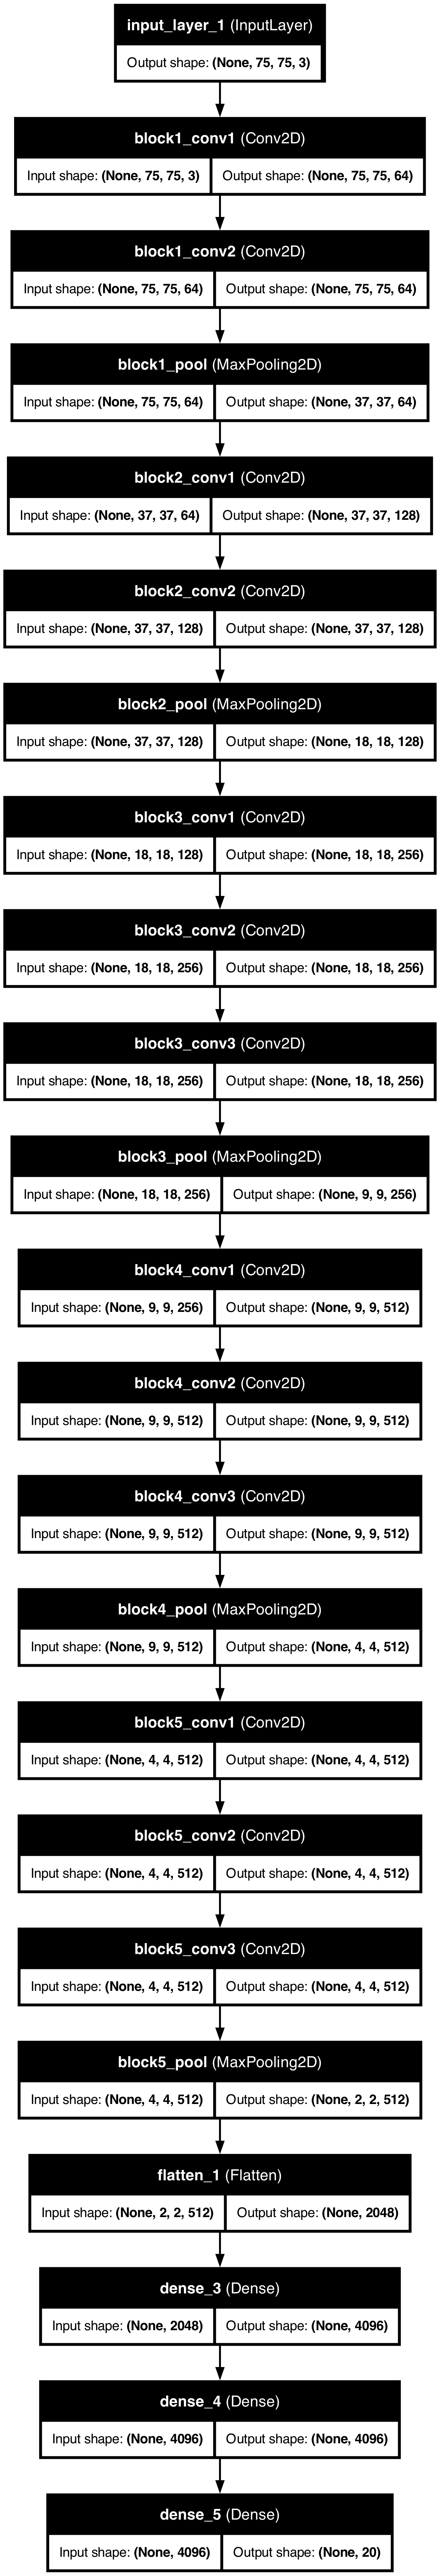 input_layer_1 (InputLayer)
Output shape: (None, 75, 75, 3)
block1_conv1 (Conv2D)
Input shape: (None, 75, 75, 3) Output shape: (None, 75, 75, 64)
block1_conv2 (Conv2D)
Input shape: (None, 75, 75, 64) Output shape: (None, 75, 75, 64)
block1_pool (MaxPooling2D)
Input shape: (None, 75, 75, 64) Output shape: (None, 37, 37, 64)
block2_conv1 (Conv2D)
Input shape: (None, 37, 37, 64) Output shape: (None, 37, 37, 128)
block2_conv2 (Conv2D)
Input shape: (None, 37, 37, 128) Output shape: (None, 37, 37, 128)
block2_pool (MaxPooling2D)
Input shape: (None, 37, 37, 128) Output shape: (None, 18, 18, 128)
block3_conv1 (Conv2D)
Input shape: (None, 18, 18, 128) Output shape: (None, 18, 18, 256)
block3_conv2 (Conv2D)
Input shape: (None, 18, 18, 256) Output shape: (None, 18, 18, 256)
block3_conv3 (Conv2D)
Input shape: (None, 18, 18, 256) Output shape: (None, 18, 18, 256)
block3_pool (MaxPooling2D)
Input shape: (None, 18, 18, 256) Output shape: (None, 9, 9, 256)
block4_conv1 (Conv2D)
Input shape: (None, 9, 9, 256) Output shape: (None, 9, 9, 512)
block4_conv2 (Conv2D)
Input shape: (None, 9, 9, 512) Output shape: (None, 9, 9, 512)
block4_conv3 (Conv2D)
Input shape: (None, 9, 9, 512) Output shape: (None, 9, 9, 512)
block4_pool (MaxPooling2D)
Input shape: (None, 9, 9, 512) Output shape: (None, 4, 4, 512)
block5_conv1 (Conv2D)
Input shape: (None, 4, 4, 512) Output shape: (None, 4, 4, 512)
block5_conv2 (Conv2D)
Input shape: (None, 4, 4, 512) Output shape: (None, 4, 4, 512)
block5_conv3 (Conv2D)
Input shape: (None, 4, 4, 512) Output shape: (None, 4, 4, 512)
block5_pool (MaxPooling2D)
Input shape: (None, 4, 4, 512) Output shape: (None, 2, 2, 512)
flatten_1 (Flatten)
Input shape: (None, 2, 2, 512) Output shape: (None, 2048)
dense_3 (Dense)
Input shape: (None, 2048) Output shape: (None, 4096)
dense_4 (Dense)
Input shape: (None, 4096) Output shape: (None, 4096)
dense_5 (Dense)
Input shape: (None, 4096) Output shape: (None, 20)